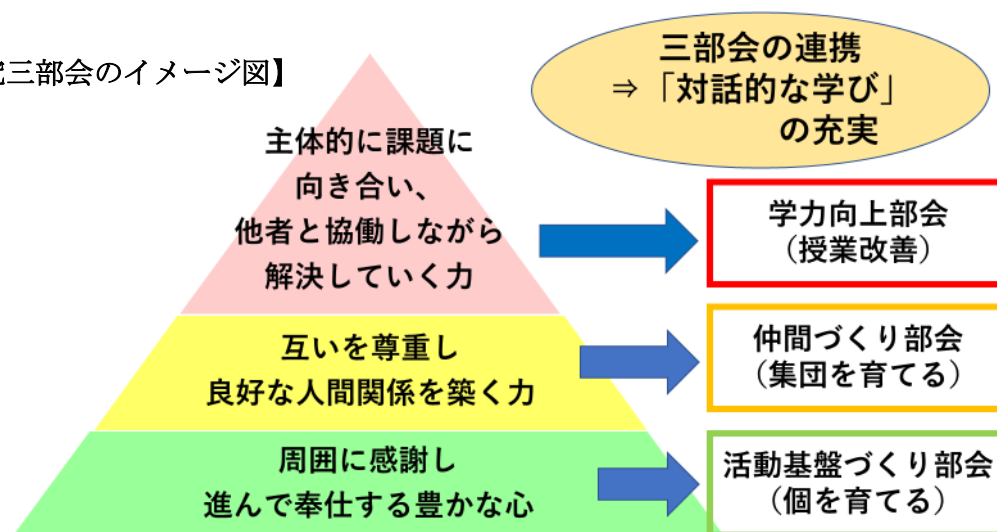 三部会のイメージ図】
三部会の連携
⇒「対話的な学び」
の充実
主体的に課題に
向き合い、
他者と協働しながら
解決していく力
学力向上部会
（授業改善）
互いを尊重し
良好な人間関係を築く力
仲間づくり部会
（集団を育てる）
周囲に感謝し
進んで奉仕する豊かな心
活動基盤づくり部会
（個を育てる）